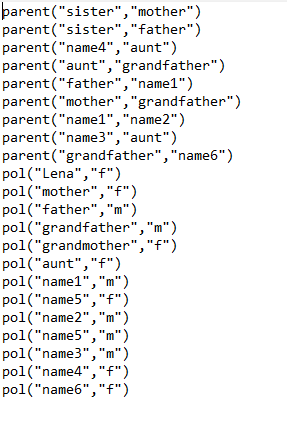 parent("sister","mother")
parent("sister","father")
parent("name4","aunt")
parent("aunt","grandfather")
parent("father","name1")
parent("mother","grandfather")
parent("name1","name2")
parent("name3","aunt")
parent("grandfather","name6")
pol("Lena","f")
pol("mother","f")
pol("father","m")
pol("grandfather","m")
pol("grandmother","f")
pol("aunt","f")
pol("name1","m")
pol("name5","f")
pol("name2","m")
pol("name5","m")
pol("name3","m")
pol("name4","f")
pol("name6","f")